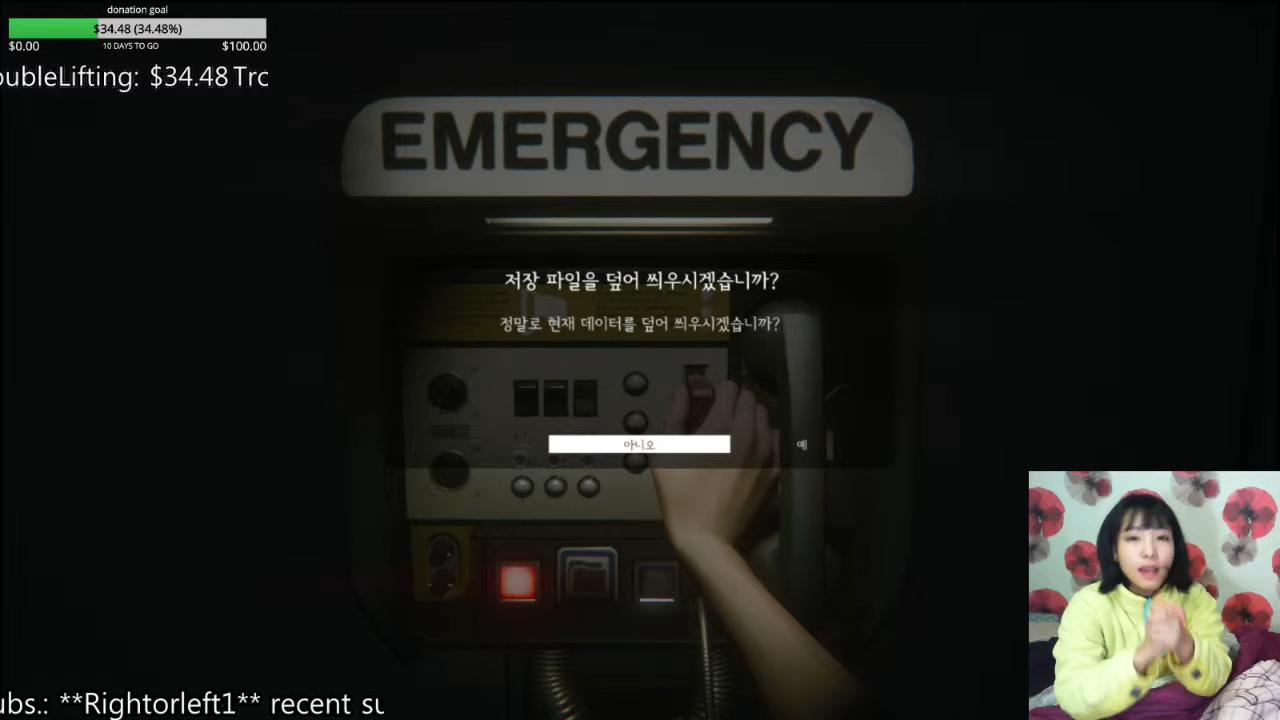 donation goal
$34.48 (34.48%)
$0.00 10 DAYS TO GO $100.00
oubleLifting: $34.48 Trc
EMERGENCY
저장 파일을 덮어 씌우시겠습니까?
정말로 현재 데이터를 덮어 씌우시겠습니까?
아니오 예
ubs.: **Rightorleft1** recent su